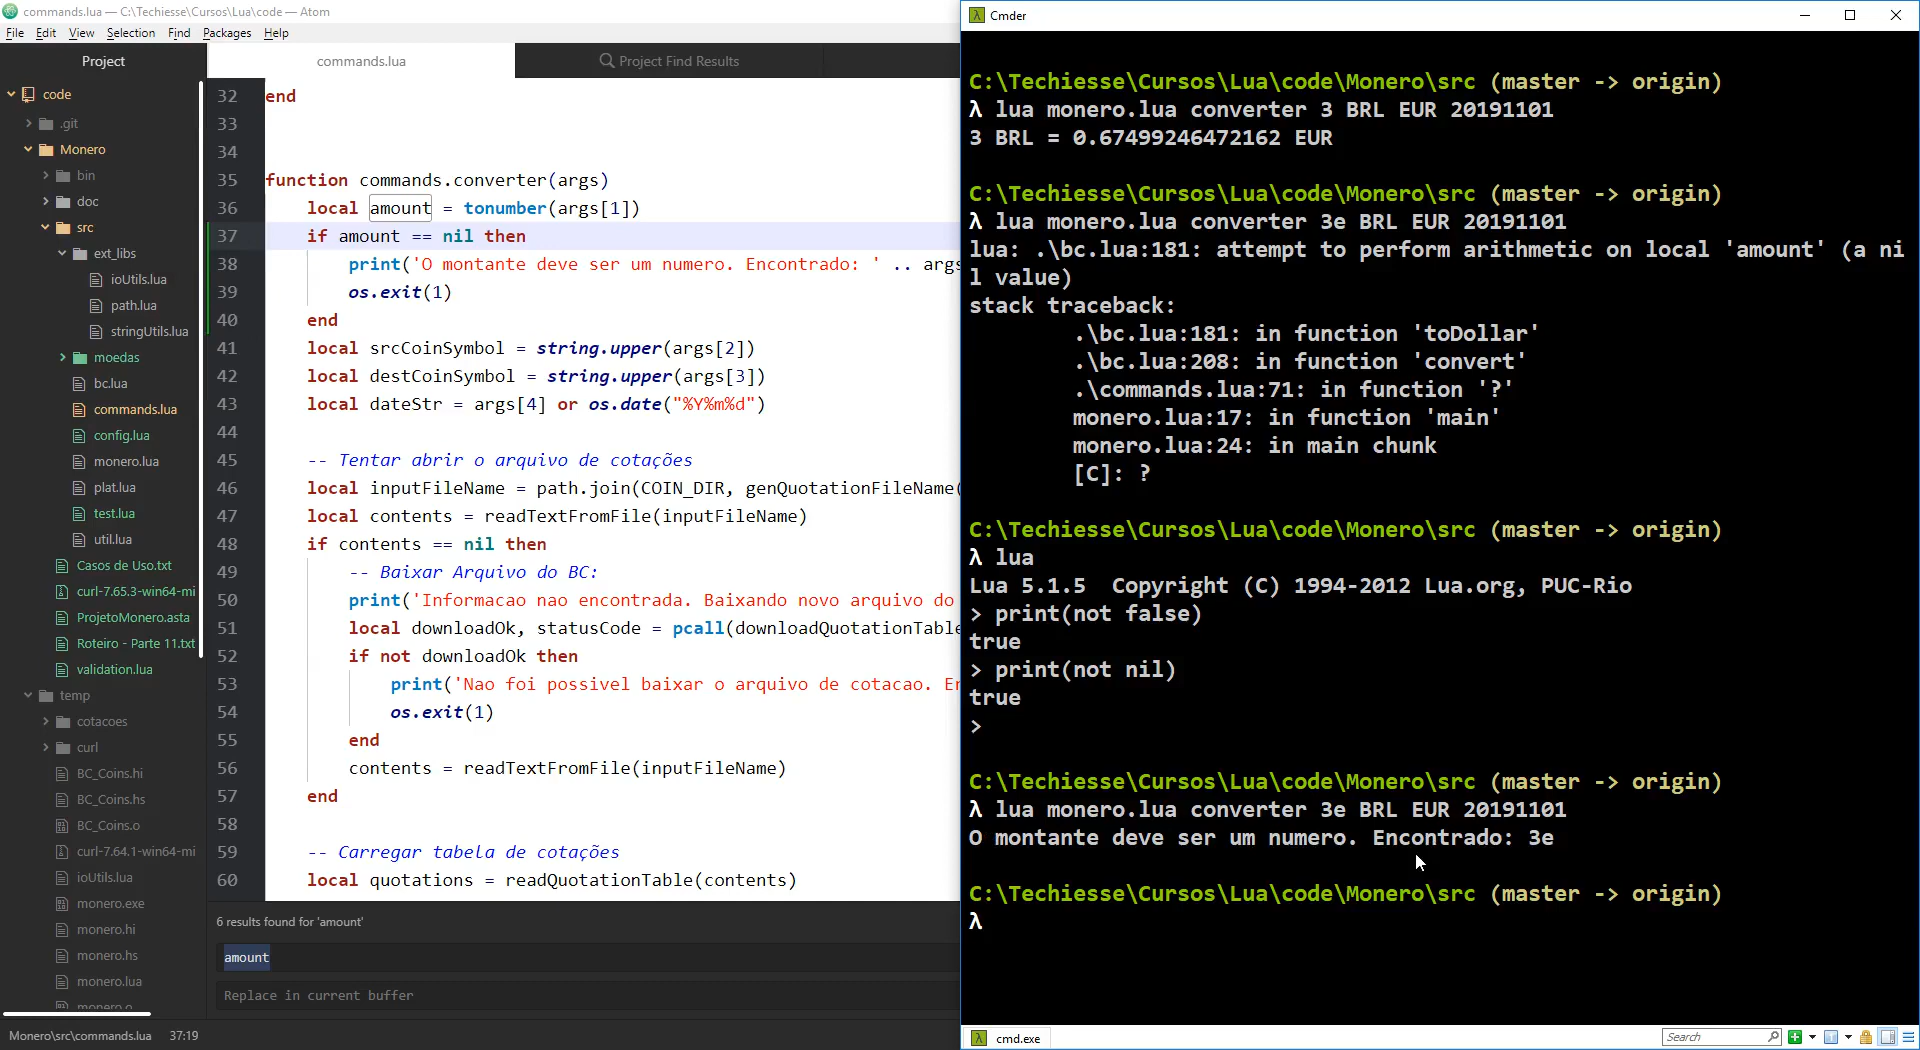 commands.lua — C:\Techiesse\Cursos\Lua\code — Atom
File Edit View Selection Find Packages Help
Project
code
.git
Monero
bin
doc
src
ext_libs
ioUtils.lua
path.lua
stringUtils.lua
moedas
bc.lua
commands.lua
config.lua
monero.lua
plat.lua
test.lua
util.lua
Casos de Uso.txt
curl-7.65.3-win64-mi
ProjetoMonero.asta
Roteiro - Parte 11.txt
validation.lua
temp
cotacoes
curl
BC_Coins.hi
BC_Coins.hs
BC_Coins.o
curl-7.64.1-win64-mi
ioUtils.lua
monero.exe
monero.hi
monero.hs
monero.lua
monero.o
commands.lua
Project Find Results
32 end
33
34
35 function commands.converter(args)
36 local amount = tonumber(args[1])
37 if amount == nil then
38 print('O montante deve ser um numero. Encontrado: ' .. args
39 os.exit(1)
40 end
41 local srcCoinSymbol = string.upper(args[2])
42 local destCoinSymbol = string.upper(args[3])
43 local dateStr = args[4] or os.date("%Y%m%d")
44
45 -- Tentar abrir o arquivo de cotações
46 local inputFileName = path.join(COIN_DIR, genQuotationFileName(
47 local contents = readTextFromFile(inputFileName)
48 if contents == nil then
49 -- Baixar Arquivo do BC:
50 print('Informacao nao encontrada. Baixando novo arquivo do
51 local downloadOk, statusCode = pcall(downloadQuotationTable
52 if not downloadOk then
53 print('Nao foi possivel baixar o arquivo de cotacao. Er
54 os.exit(1)
55 end
56 contents = readTextFromFile(inputFileName)
57 end
58
59 -- Carregar tabela de cotações
60 local quotations = readQuotationTable(contents)
6 results found for 'amount'
amount
Replace in current buffer
Monero\src\commands.lua 37:19
Cmder
C:\Techiesse\Cursos\Lua\code\Monero\src (master -> origin)
λ lua monero.lua converter 3 BRL EUR 20191101
3 BRL = 0.67499246472162 EUR
C:\Techiesse\Cursos\Lua\code\Monero\src (master -> origin)
λ lua monero.lua converter 3e BRL EUR 20191101
lua: .\bc.lua:181: attempt to perform arithmetic on local 'amount' (a ni
l value)
stack traceback:
.\bc.lua:181: in function 'toDollar'
.\bc.lua:208: in function 'convert'
.\commands.lua:71: in function '?'
monero.lua:17: in function 'main'
monero.lua:24: in main chunk
[C]: ?
C:\Techiesse\Cursos\Lua\code\Monero\src (master -> origin)
λ lua
Lua 5.1.5 Copyright (C) 1994-2012 Lua.org, PUC-Rio
> print(not false)
true
> print(not nil)
true
>
C:\Techiesse\Cursos\Lua\code\Monero\src (master -> origin)
λ lua monero.lua converter 3e BRL EUR 20191101
O montante deve ser um numero. Encontrado: 3e
C:\Techiesse\Cursos\Lua\code\Monero\src (master -> origin)
λ
cmd.exe
Search